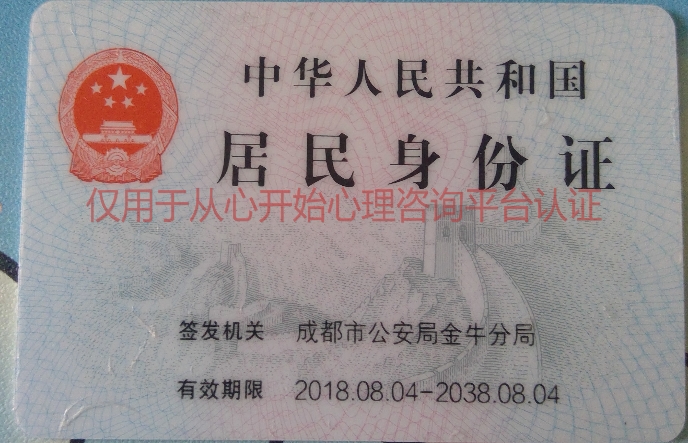 中华人民共和国
居民身份证
仅用于从心开始心理咨询平台认证
签发机关 成都市公安局金牛分局
有效期限 2018.08.04-2038.08.04